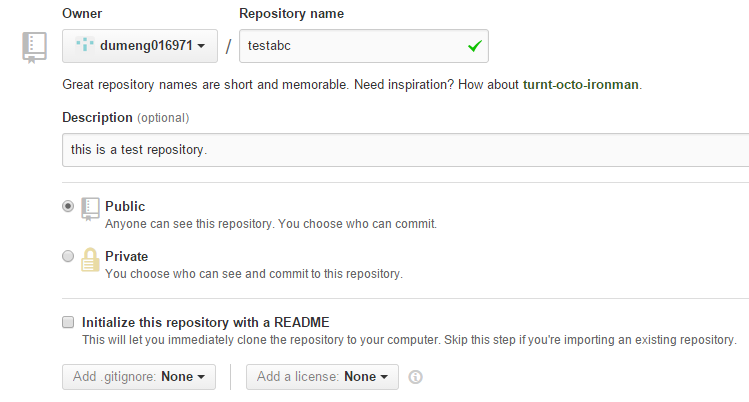 Owner Repository name
dumeng016971 / testabc
Great repository names are short and memorable. Need inspiration? How about turnt-octo-ironman.
Description (optional)
this is a test repository.
Public
Anyone can see this repository. You choose who can commit.
Private
You choose who can see and commit to this repository.
Initialize this repository with a README
This will let you immediately clone the repository to your computer. Skip this step if you're importing an existing repository.
Add .gitignore: None Add a license: None